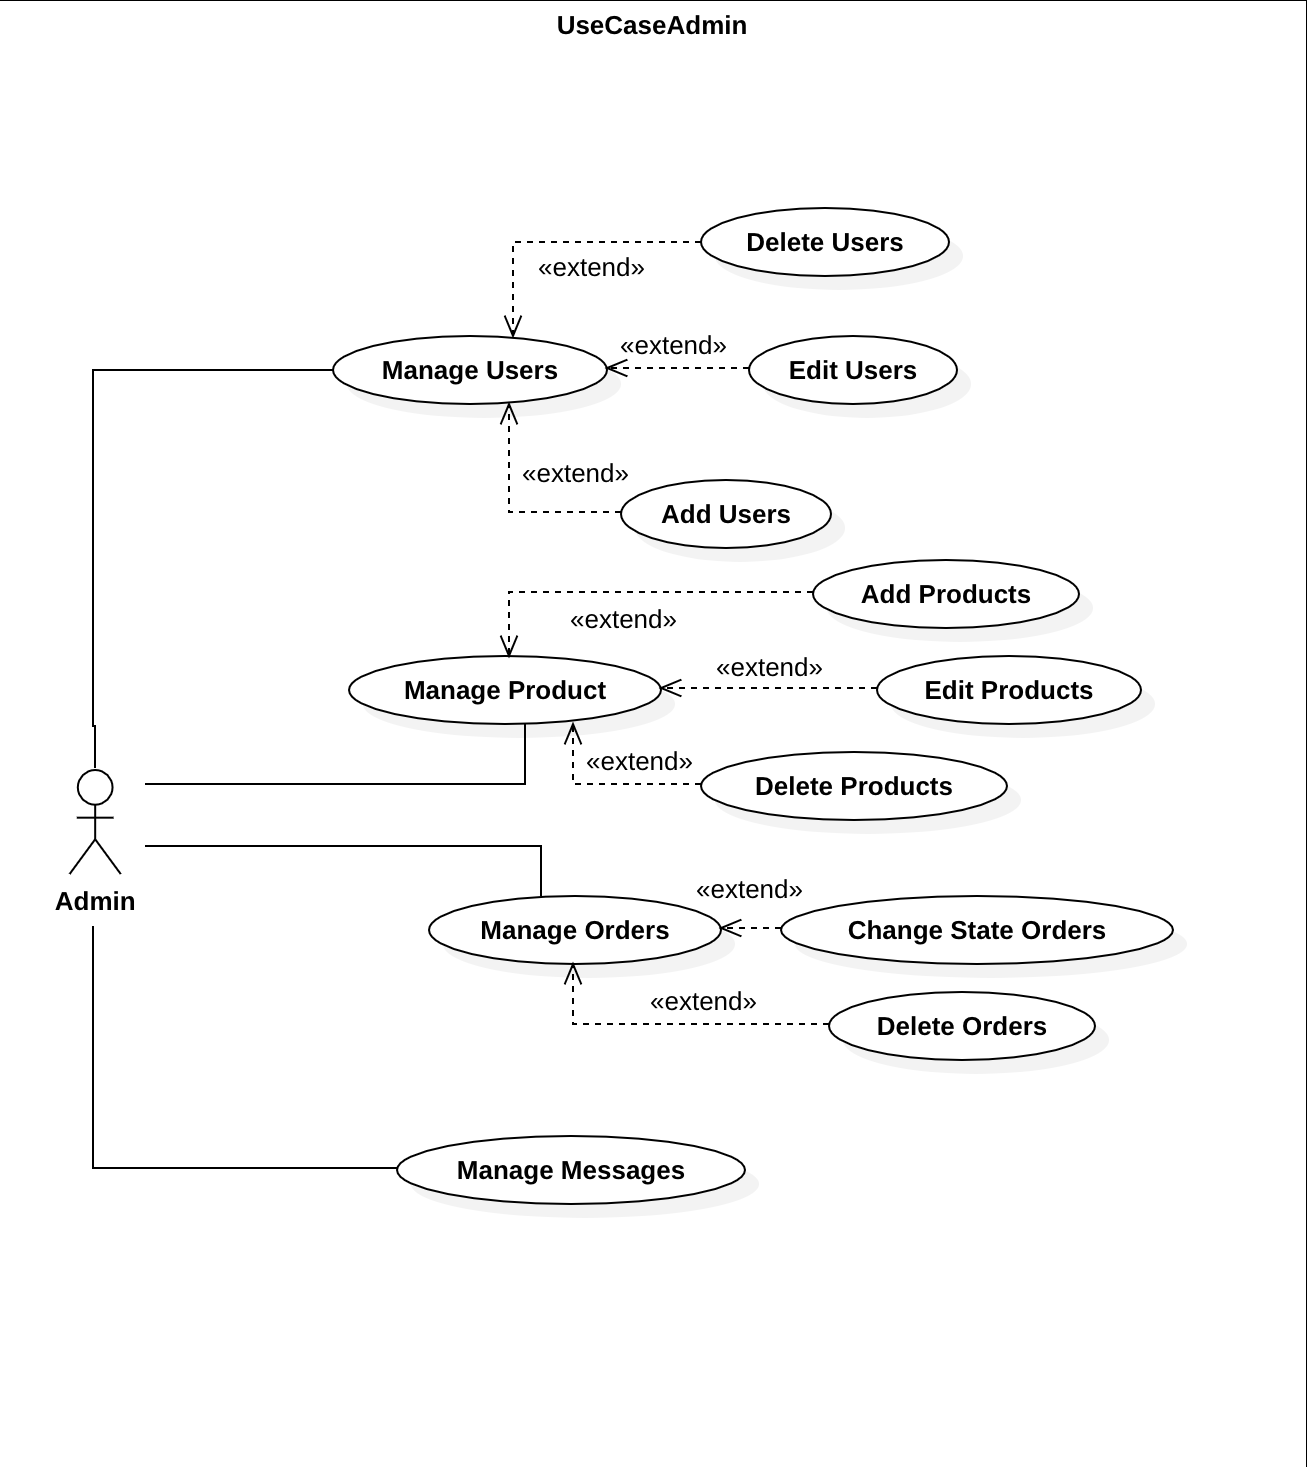 UseCaseAdmin
Delete Users
«extend»
«extend»
Manage Users
Edit Users
«extend»
Add Users
Add Products
«extend»
«extend»
Manage Product
Edit Products
«extend»
Delete Products
Admin
«extend»
Manage Orders
Change State Orders
«extend»
Delete Orders
Manage Messages